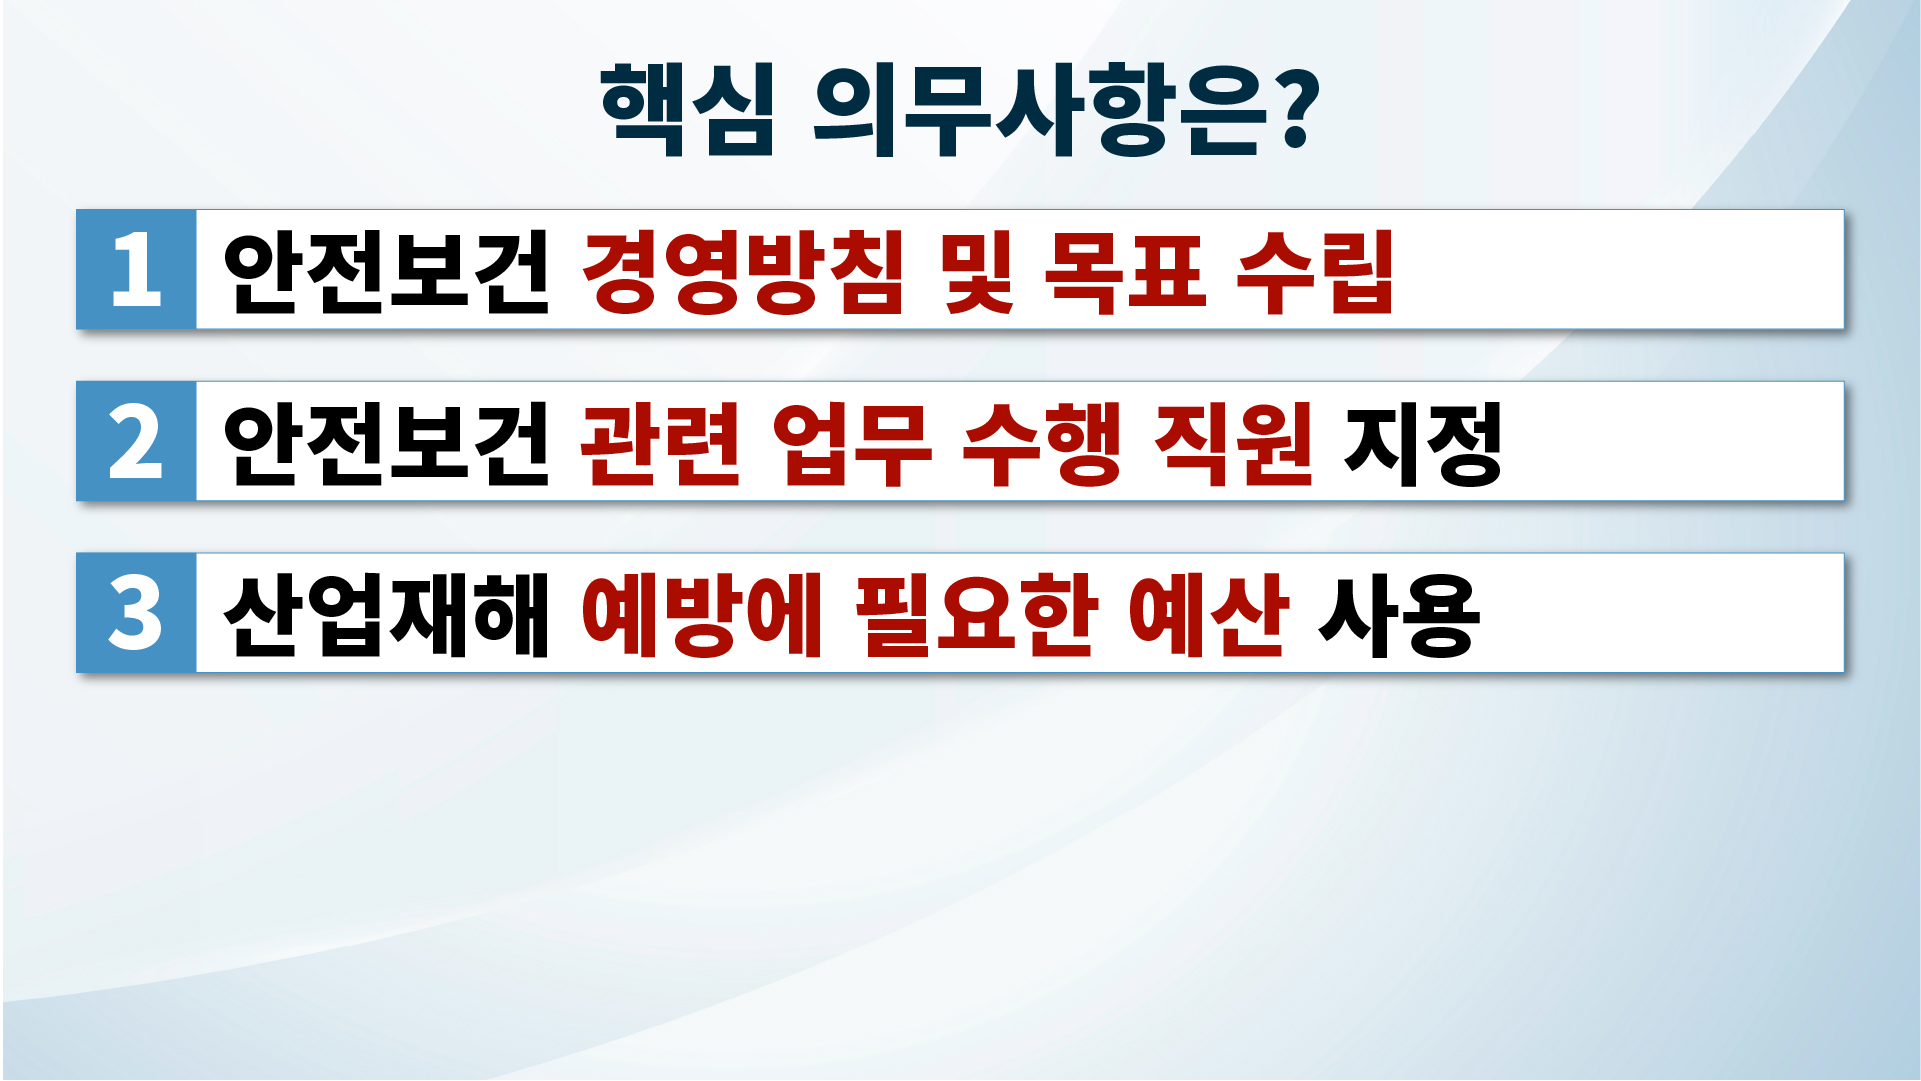 핵심 의무사항은?
1 안전보건 경영방침 및 목표 수립
2 안전보건 관련 업무 수행 직원 지정
3 산업재해 예방에 필요한 예산 사용